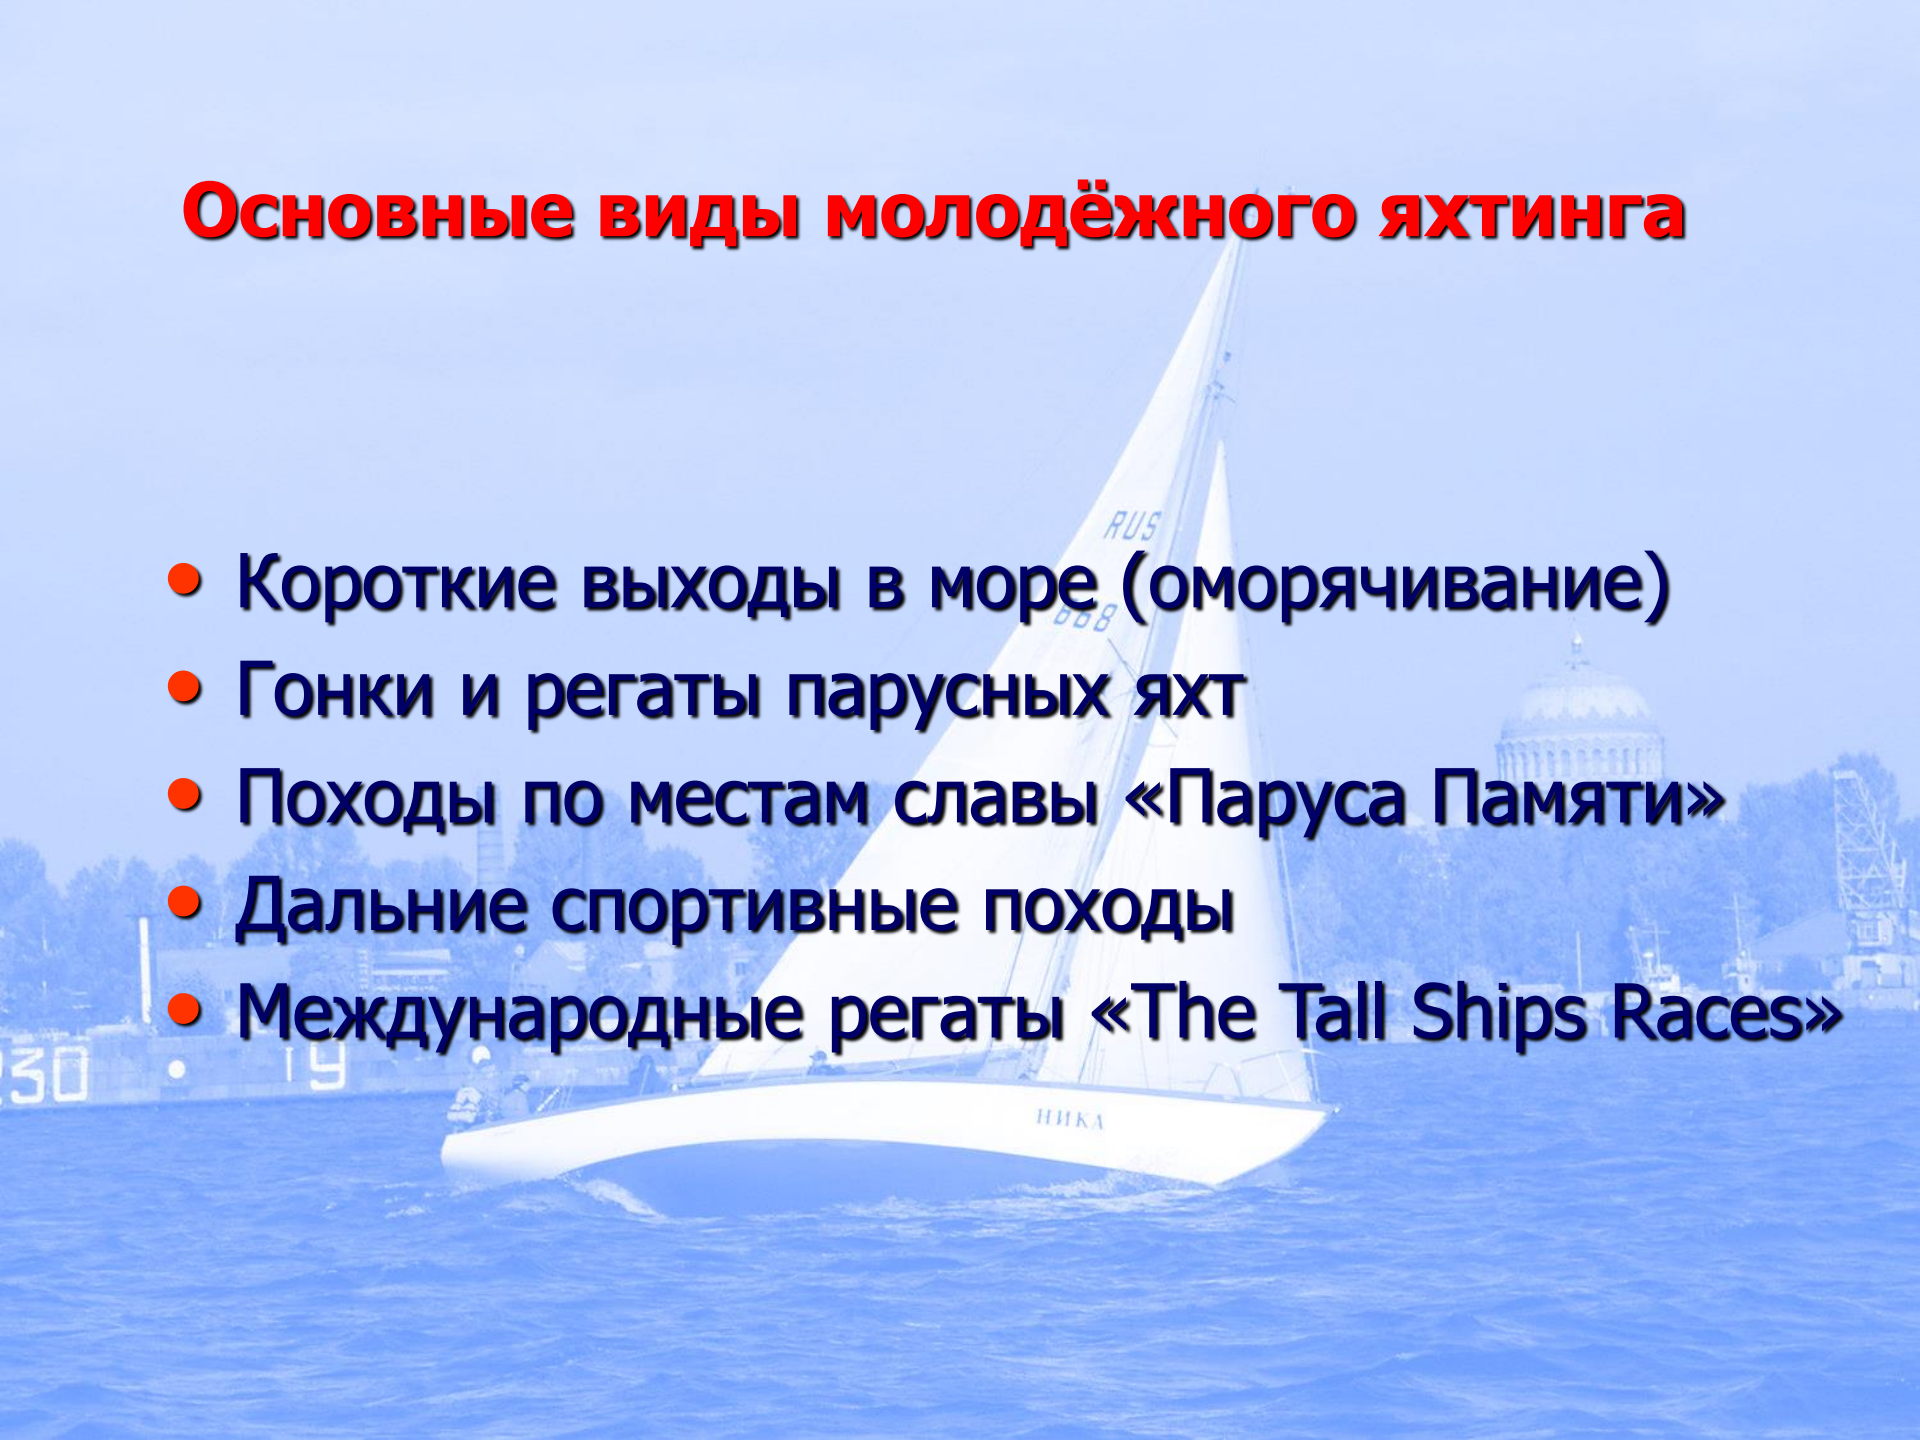 Основные виды молодёжного яхтинга
RUS
• Короткие выходы в море (оморячивание)
668
• Гонки и регаты парусных яхт
• Походы по местам славы «Паруса Памяти»
• Дальние спортивные походы
• Международные регаты «The Tall Ships Races»
НИКА